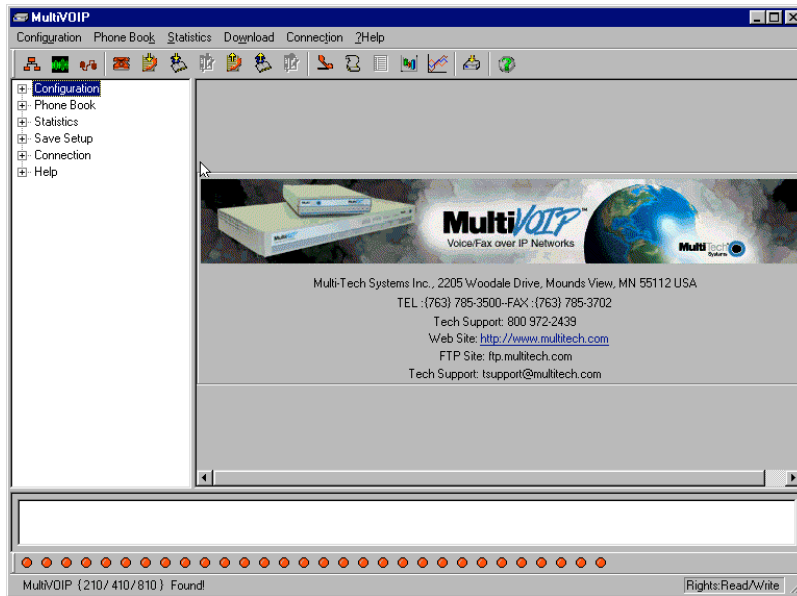 MultiVOIP
Configuration Phone Book Statistics Download Connection ?Help
Configuration
Phone Book
Statistics
Save Setup
Connection
Help
MultiVOIP™
Voice/Fax over IP Networks
MultiTech
Systems
Multi-Tech Systems Inc., 2205 Woodale Drive, Mounds View, MN 55112 USA
TEL :(763) 785-3500--FAX :(763) 785-3702
Tech Support: 800 972-2439
Web Site: http://www.multitech.com
FTP Site: ftp.multitech.com
Tech Support: tsupport@multitech.com
MultiVOIP { 210/ 410/ 810 } Found!
Rights:Read/Write